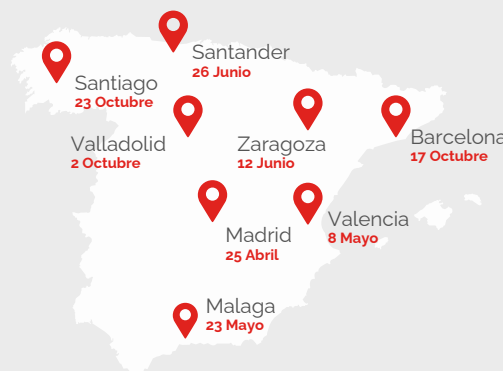 Santander
26 Junio
Santiago
23 Octubre
Valladolid
2 Octubre
Zaragoza
12 Junio
Barcelona
17 Octubre
Madrid
25 Abril
Valencia
8 Mayo
Malaga
23 Mayo